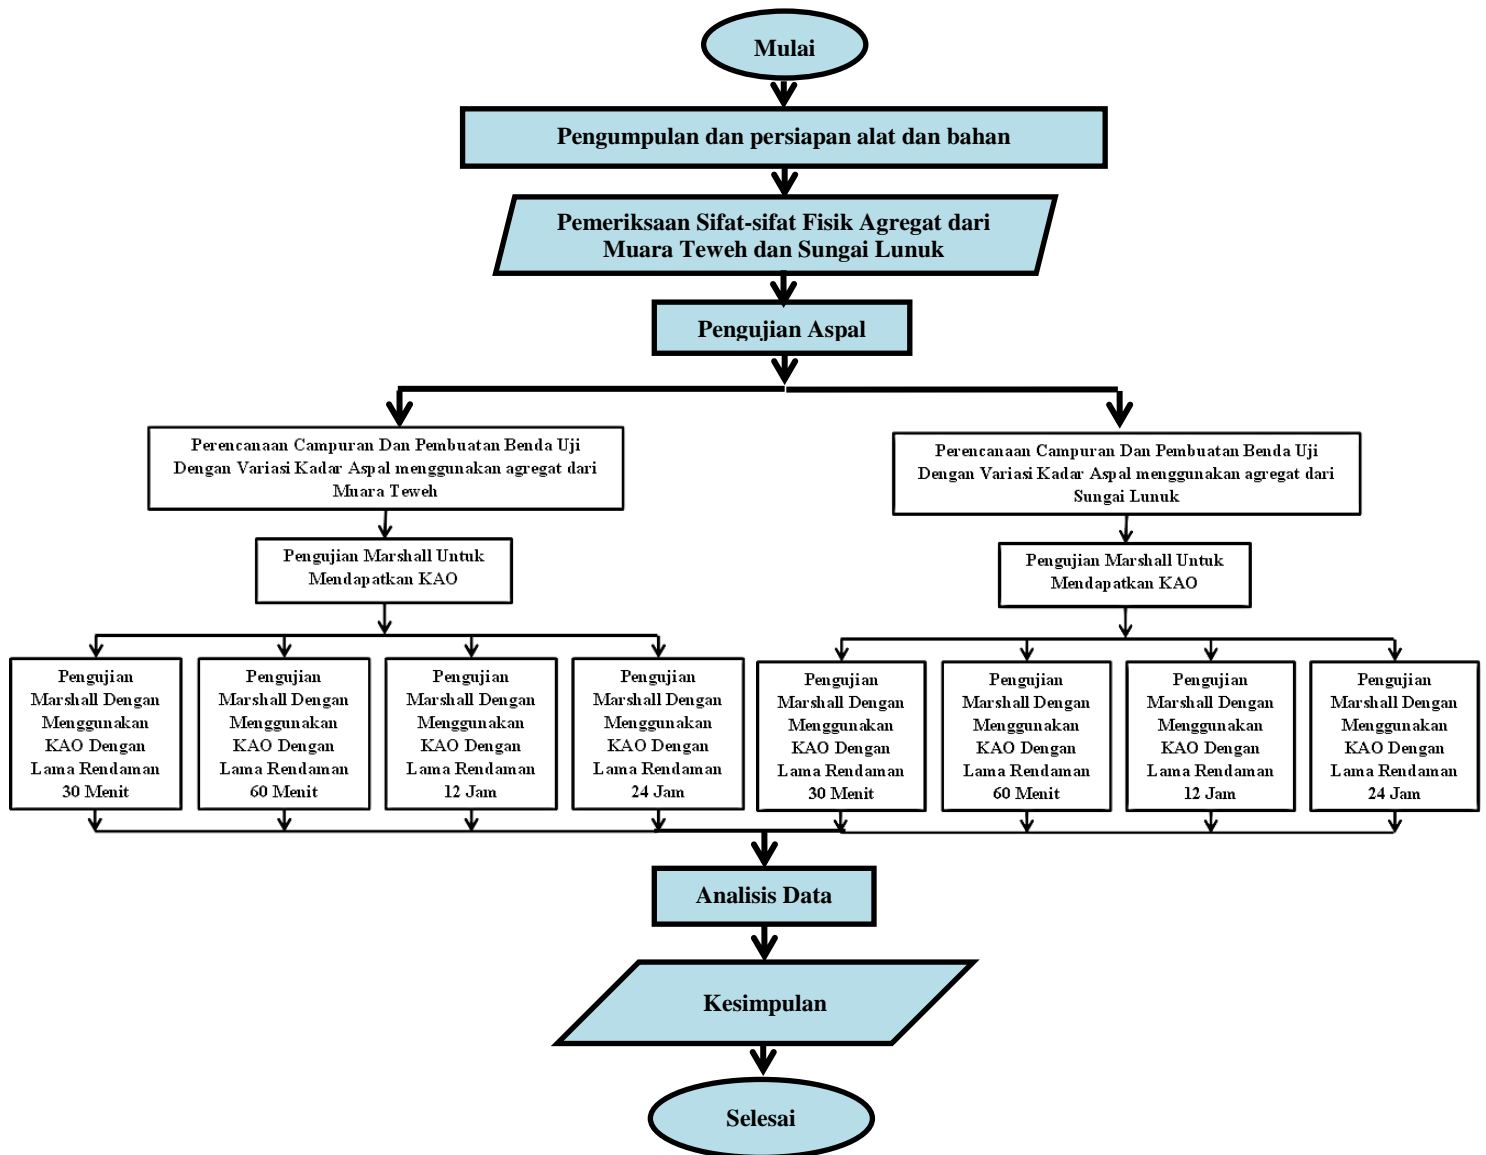 Mulai
Pengumpulan dan persiapan alat dan bahan
Pemeriksaan Sifat-sifat Fisik Agregat dari
Muara Teweh dan Sungai Lunuk
Pengujian Aspal
Perencanaan Campuran Dan Pembuatan Benda Uji
Dengan Variasi Kadar Aspal menggunakan agregat dari
Muara Teweh
Perencanaan Campuran Dan Pembuatan Benda Uji
Dengan Variasi Kadar Aspal menggunakan agregat dari
Sungai Lunuk
Pengujian Marshall Untuk
Mendapatkan KAO
Pengujian Marshall Untuk
Mendapatkan KAO
Pengujian
Marshall Dengan
Menggunakan
KAO Dengan
Lama Rendaman
30 Menit
Pengujian
Marshall Dengan
Menggunakan
KAO Dengan
Lama Rendaman
60 Menit
Pengujian
Marshall Dengan
Menggunakan
KAO Dengan
Lama Rendaman
12 Jam
Pengujian
Marshall Dengan
Menggunakan
KAO Dengan
Lama Rendaman
24 Jam
Pengujian
Marshall Dengan
Menggunakan
KAO Dengan
Lama Rendaman
30 Menit
Pengujian
Marshall Dengan
Menggunakan
KAO Dengan
Lama Rendaman
60 Menit
Pengujian
Marshall Dengan
Menggunakan
KAO Dengan
Lama Rendaman
12 Jam
Pengujian
Marshall Dengan
Menggunakan
KAO Dengan
Lama Rendaman
24 Jam
Analisis Data
Kesimpulan
Selesai